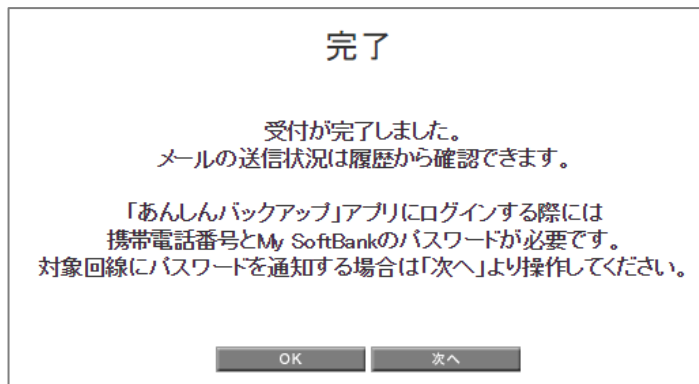 完了
受付が完了しました。
メールの送信状況は履歴から確認できます。
「あんしんバックアップ」アプリにログインする際には
携帯電話番号とMy SoftBankのパスワードが必要です。
対象回線にパスワードを通知する場合は「次へ」より操作してください。
OK
次へ